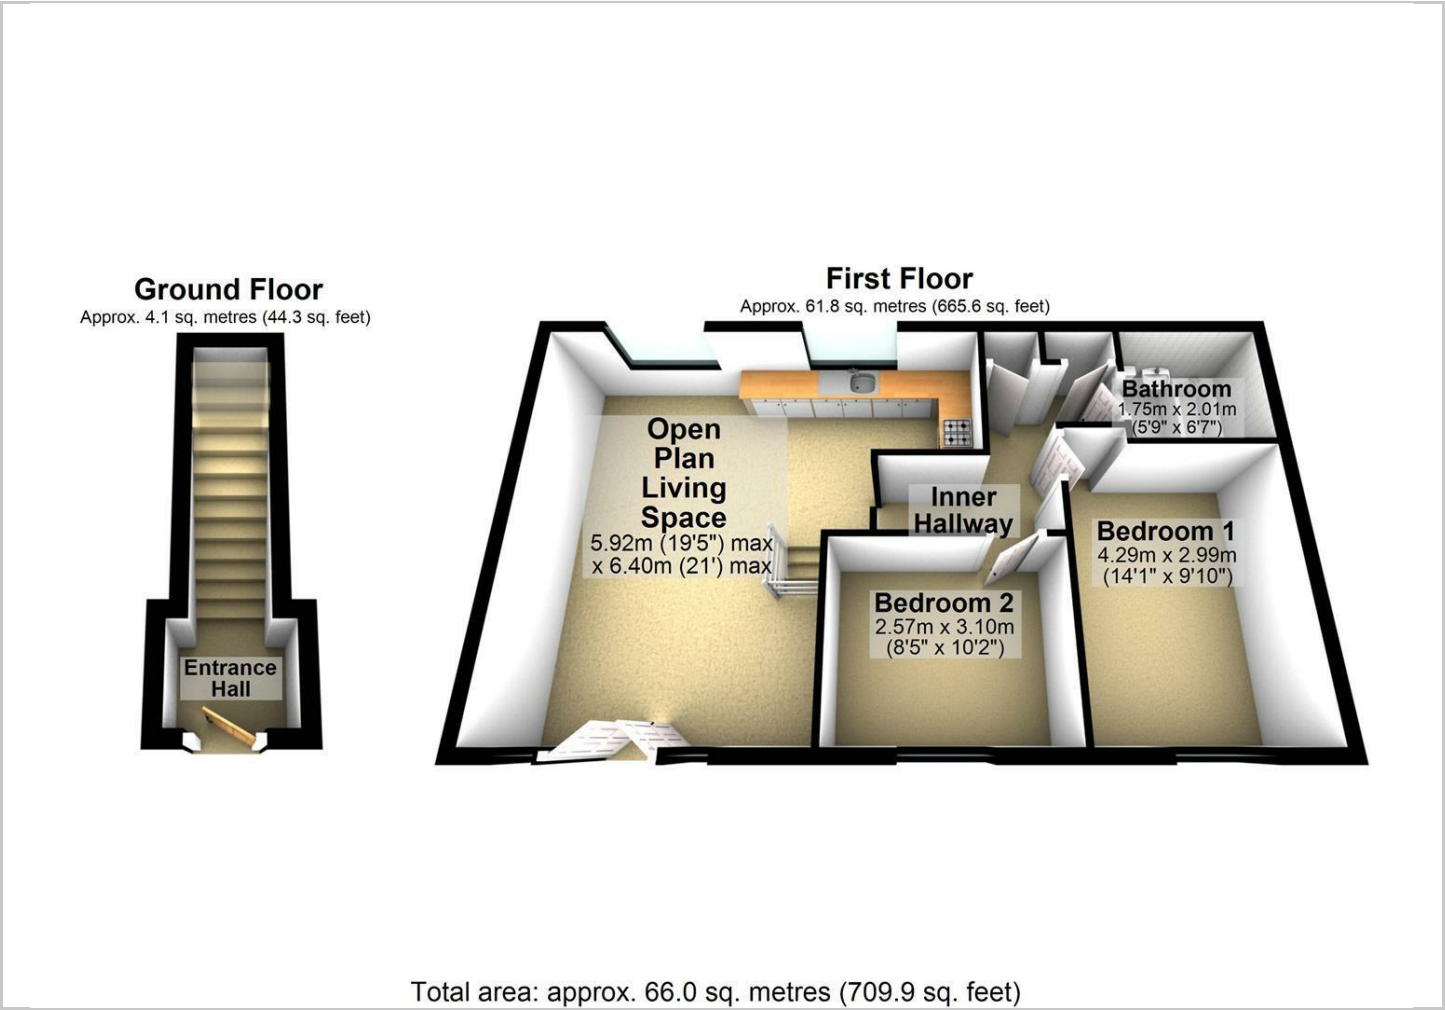 Ground Floor
Approx. 4.1 sq. metres (44.3 sq. feet)
Entrance
Hall
First Floor
Approx. 61.8 sq. metres (665.6 sq. feet)
Open
Plan
Living
Space
5.92m (19'5") max
x 6.40m (21') max
Inner
Hallway
Bathroom
1.75m x 2.01m
(5'9" x 6'7")
Bedroom 1
4.29m x 2.99m
(14'1" x 9'10")
Bedroom 2
2.57m x 3.10m
(8'5" x 10'2")
Total area: approx. 66.0 sq. metres (709.9 sq. feet)